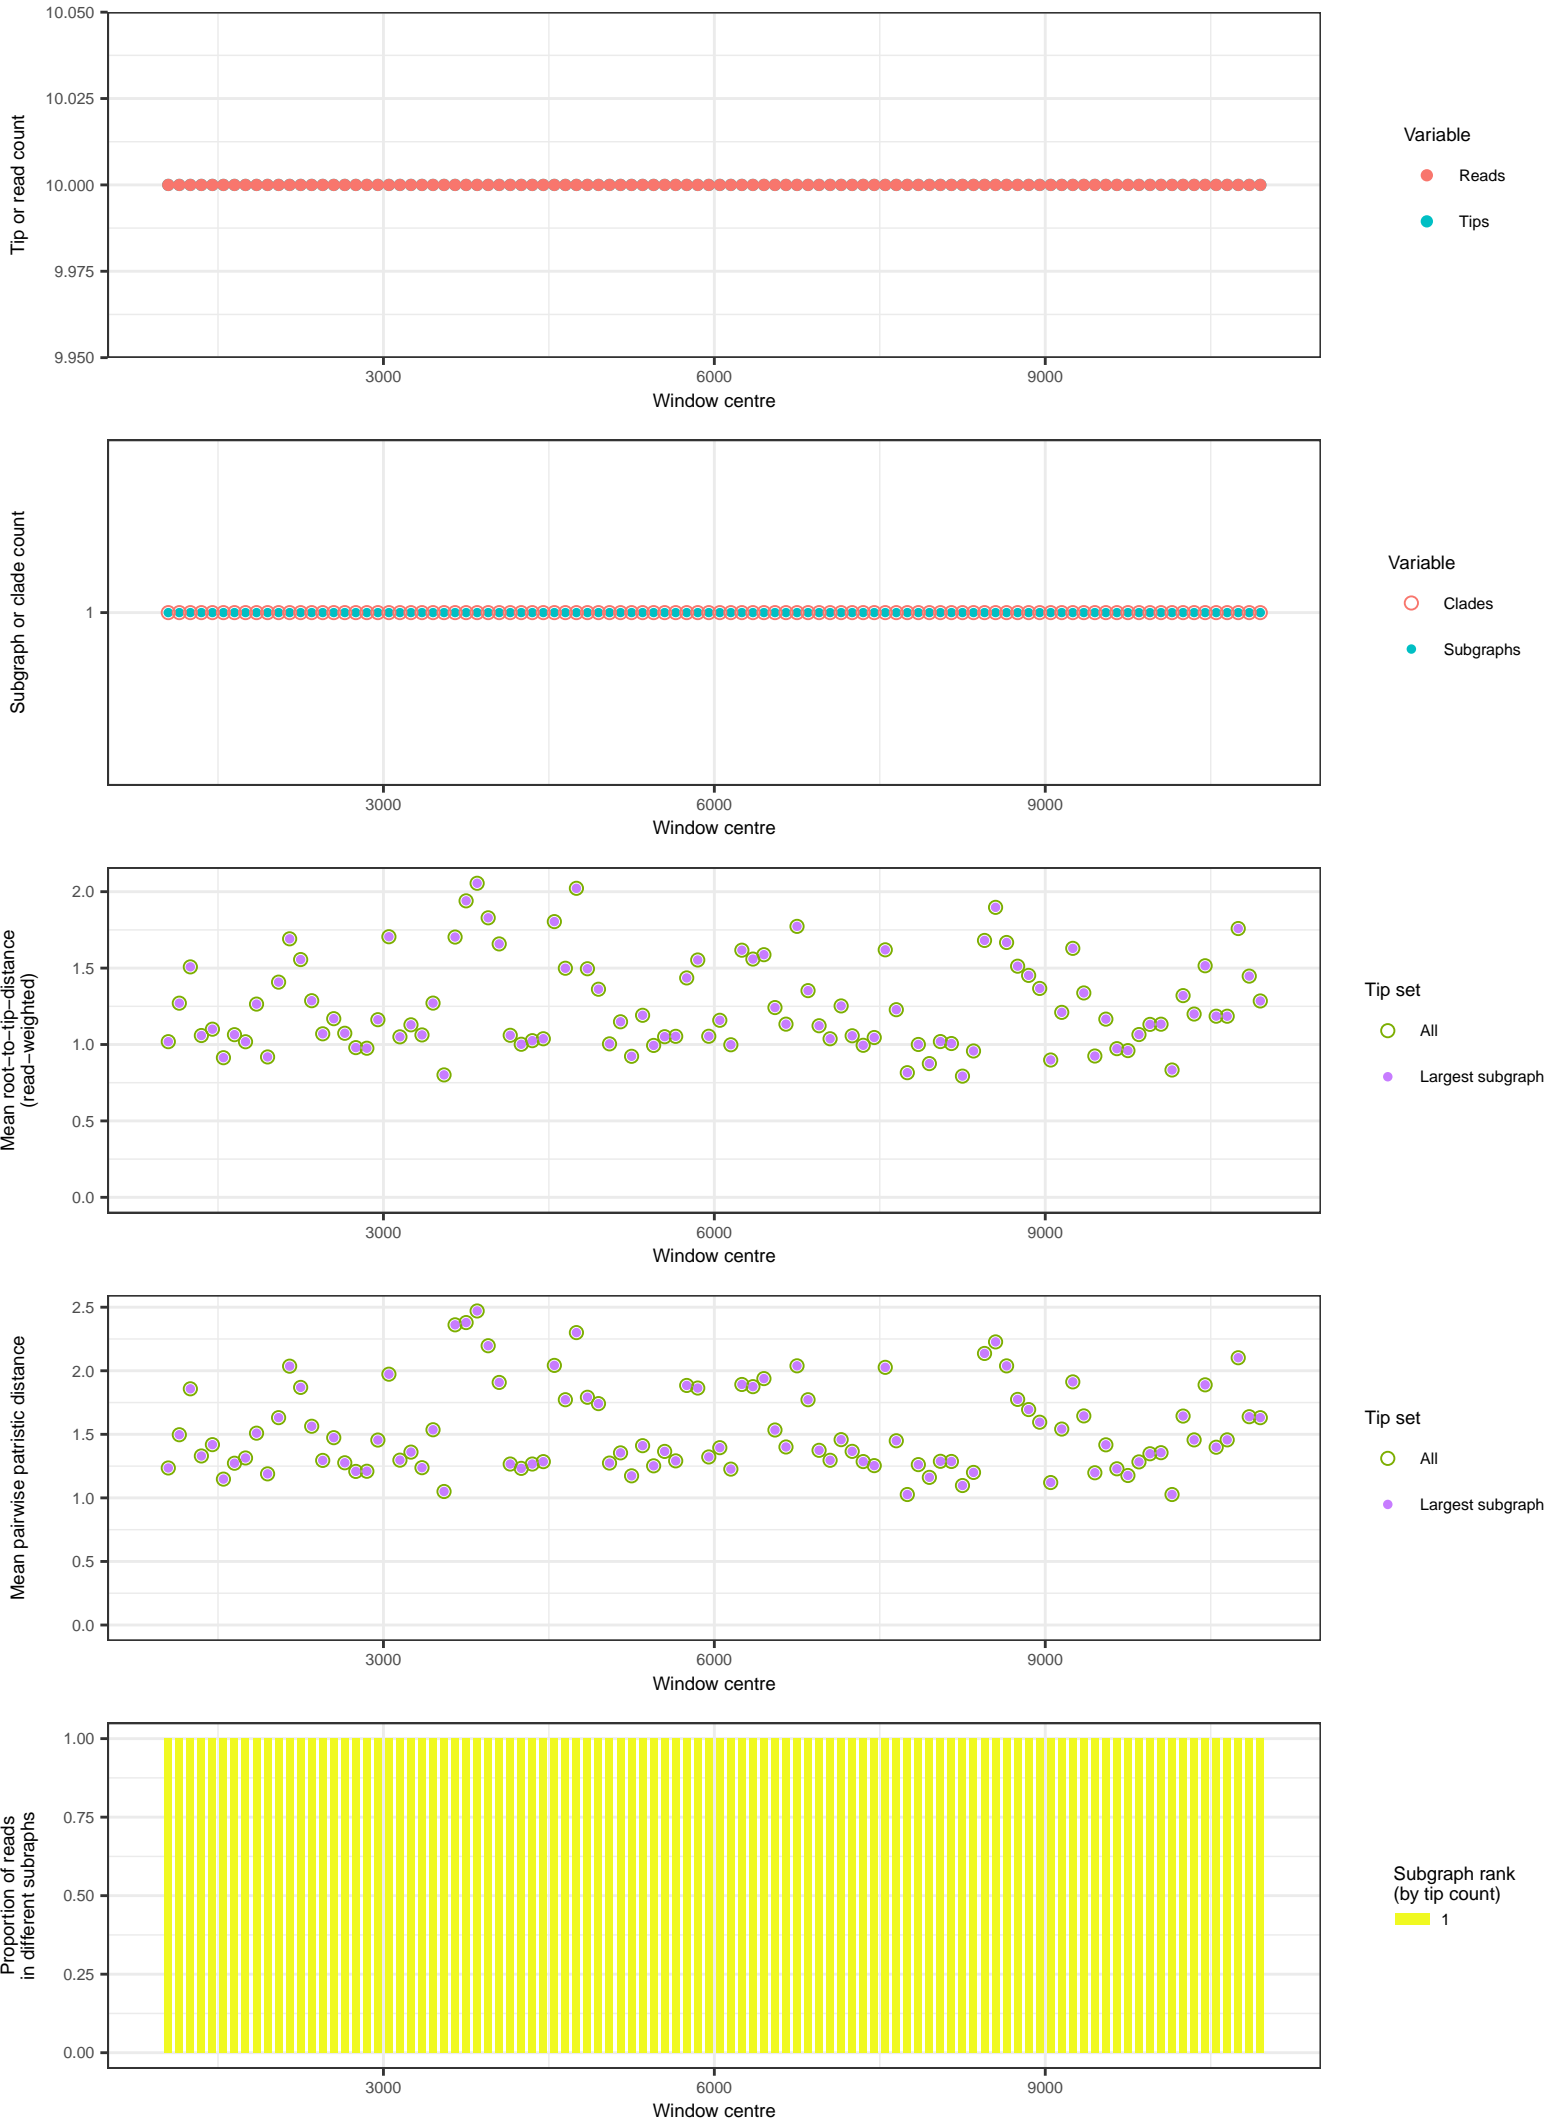 10.050
10.025
10.000
9.975
9.950
Tip or read count
3000
6000
9000
Window centre
Variable
Reads
Tips
1
Subgraph or clade count
3000
6000
9000
Window centre
Variable
Clades
Subgraphs
2.0
1.5
1.0
0.5
0.0
Mean root−to−tip−distance
(read−weighted)
3000
6000
9000
Window centre
Tip set
All
Largest subgraph
2.5
2.0
1.5
1.0
0.5
0.0
Mean pairwise patristic distance
3000
6000
9000
Window centre
Tip set
All
Largest subgraph
1.00
0.75
0.50
0.25
0.00
Proportion of reads
in different subraphs
3000
6000
9000
Window centre
Subgraph rank
(by tip count)
1